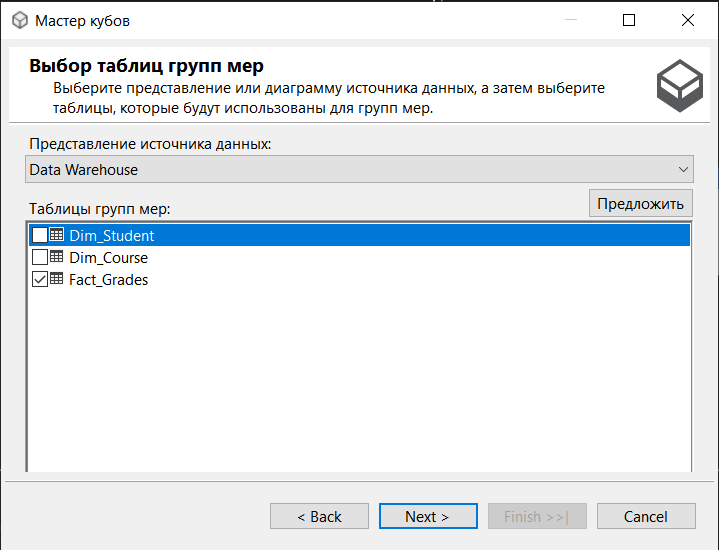 Мастер кубов
Выбор таблиц групп мер
Выберите представление или диаграмму источника данных, а затем выберите
таблицы, которые будут использованы для групп мер.
Представление источника данных:
Data Warehouse
Таблицы групп мер:
Предложить
Dim_Student
Dim_Course
Fact_Grades
< Back
Next >
Finish >>|
Cancel